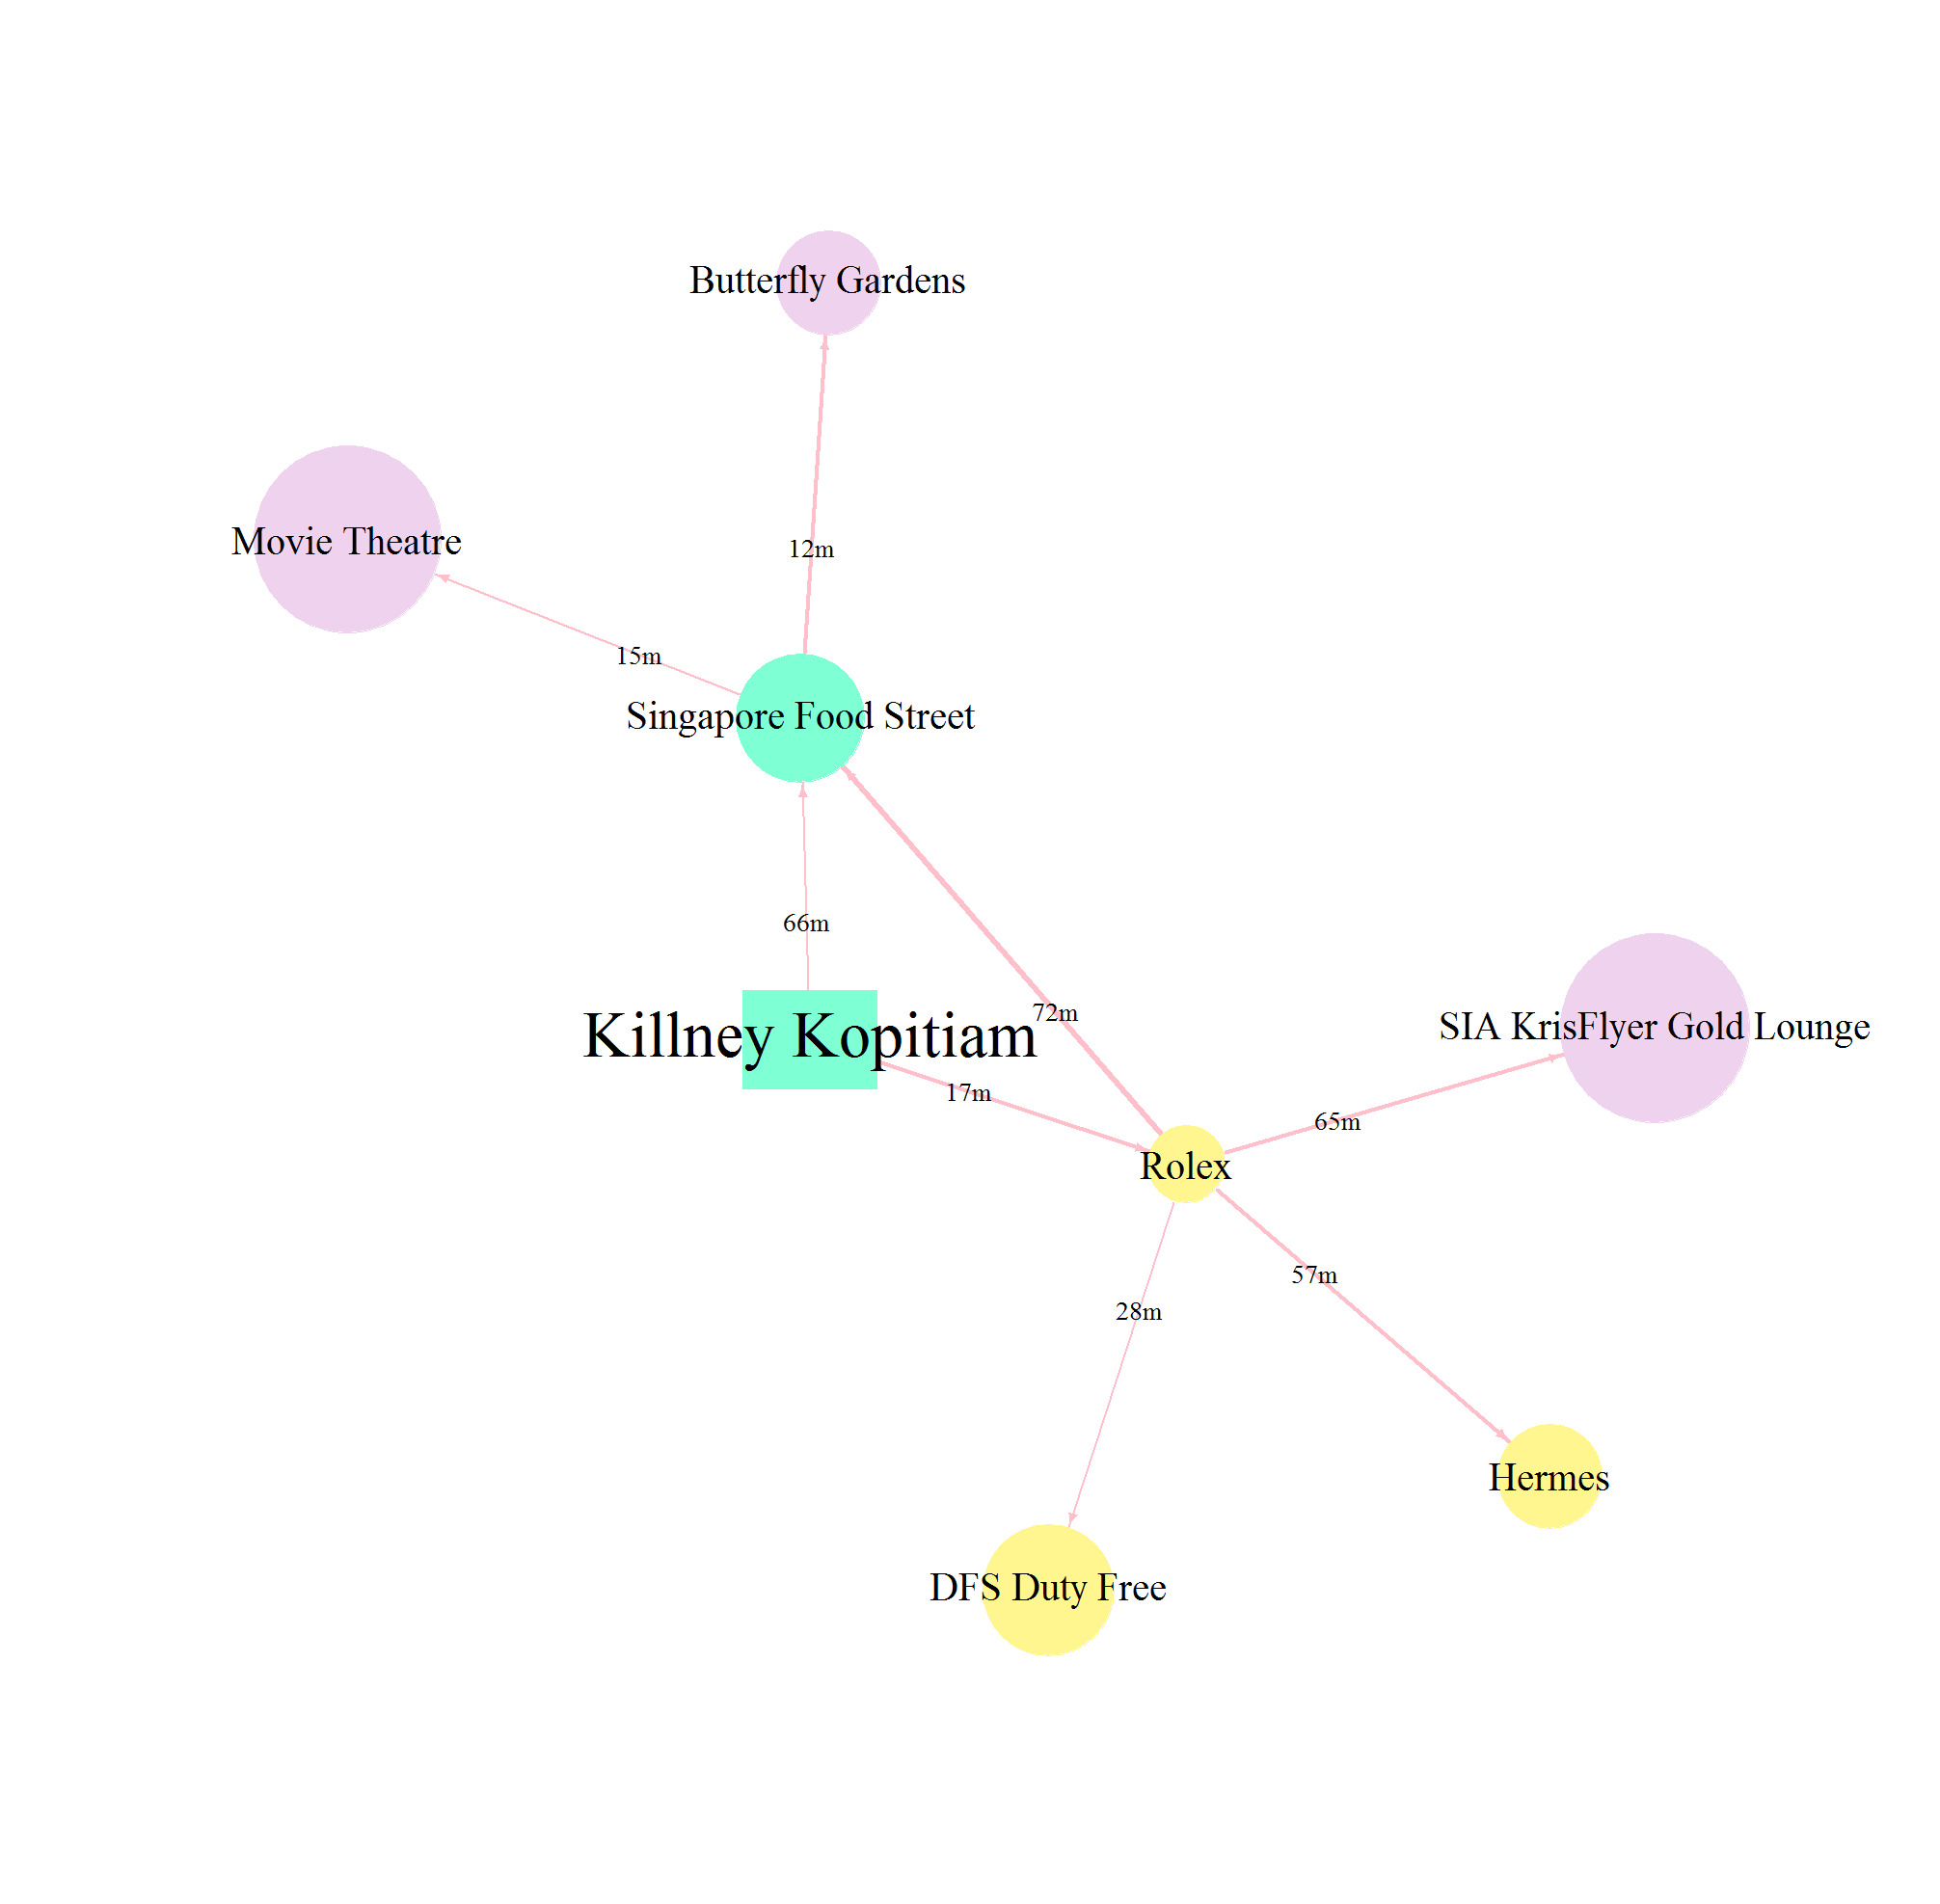 Butterfly Gardens
Movie Theatre
12m
15m
Singapore Food Street
66m
72m
Killney Kopitiam
SIA KrisFlyer Gold Lounge
17m
65m
Rolex
57m
28m
Hermes
DFS Duty Free